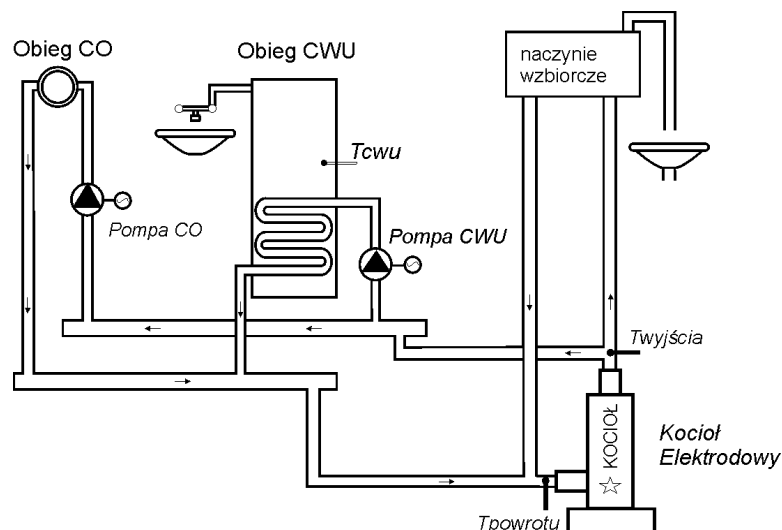 Obieg CO
Obieg CWU
naczynie
wzbiorcze
Tcwu
Pompa CO
Pompa CWU
Twyjścia
KOCIOŁ
Kocioł
Elektrodowy
Tpowrotu